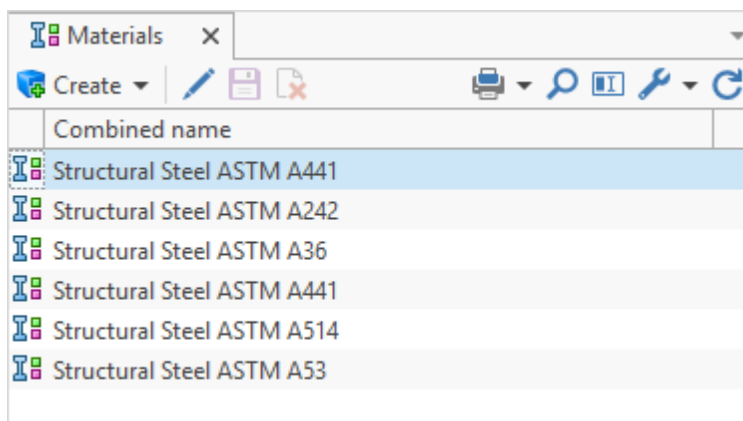 Materials
Create
Combined name
Structural Steel ASTM A441
Structural Steel ASTM A242
Structural Steel ASTM A36
Structural Steel ASTM A441
Structural Steel ASTM A514
Structural Steel ASTM A53